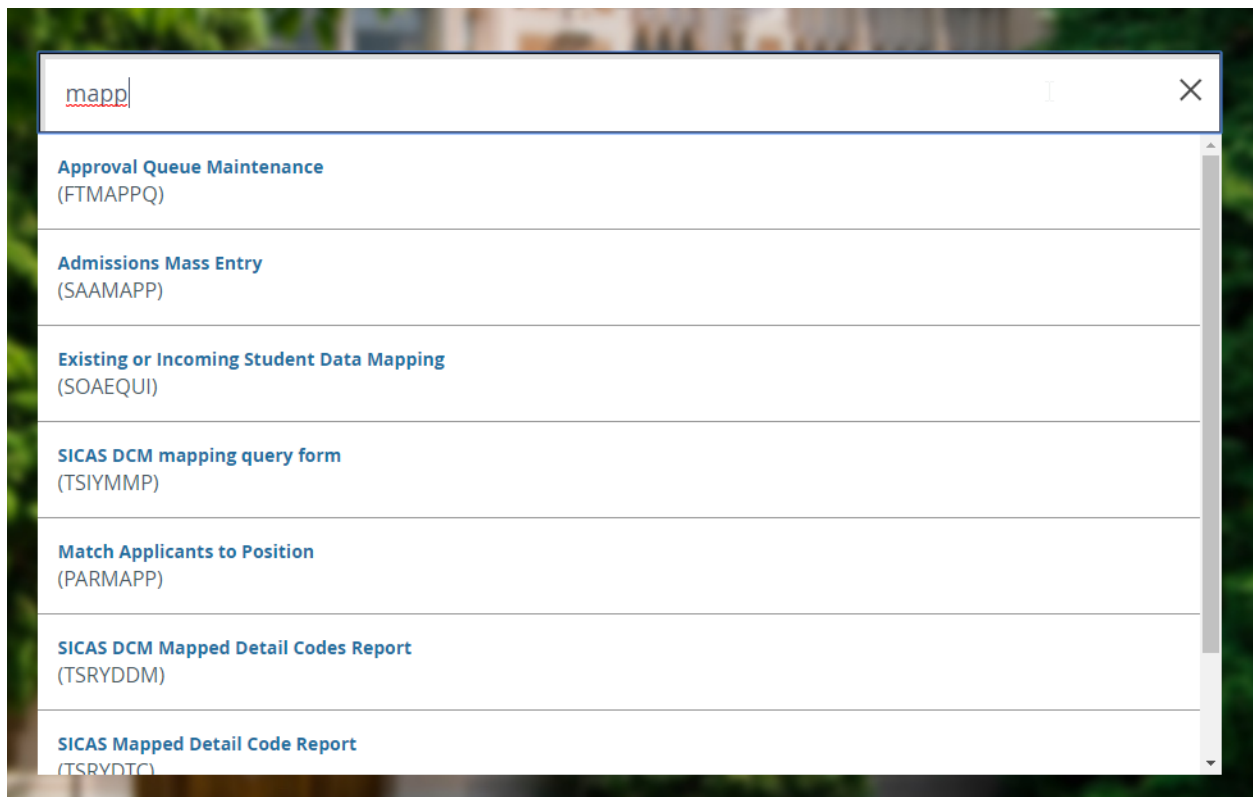 mapp
Approval Queue Maintenance
(FTMAPPQ)
Admissions Mass Entry
(SAAMAPP)
Existing or Incoming Student Data Mapping
(SOAEQUI)
SICAS DCM mapping query form
(TSIYMMP)
Match Applicants to Position
(PARMAPP)
SICAS DCM Mapped Detail Codes Report
(TSRYDDM)
SICAS Mapped Detail Code Report
(TSRYDTC)